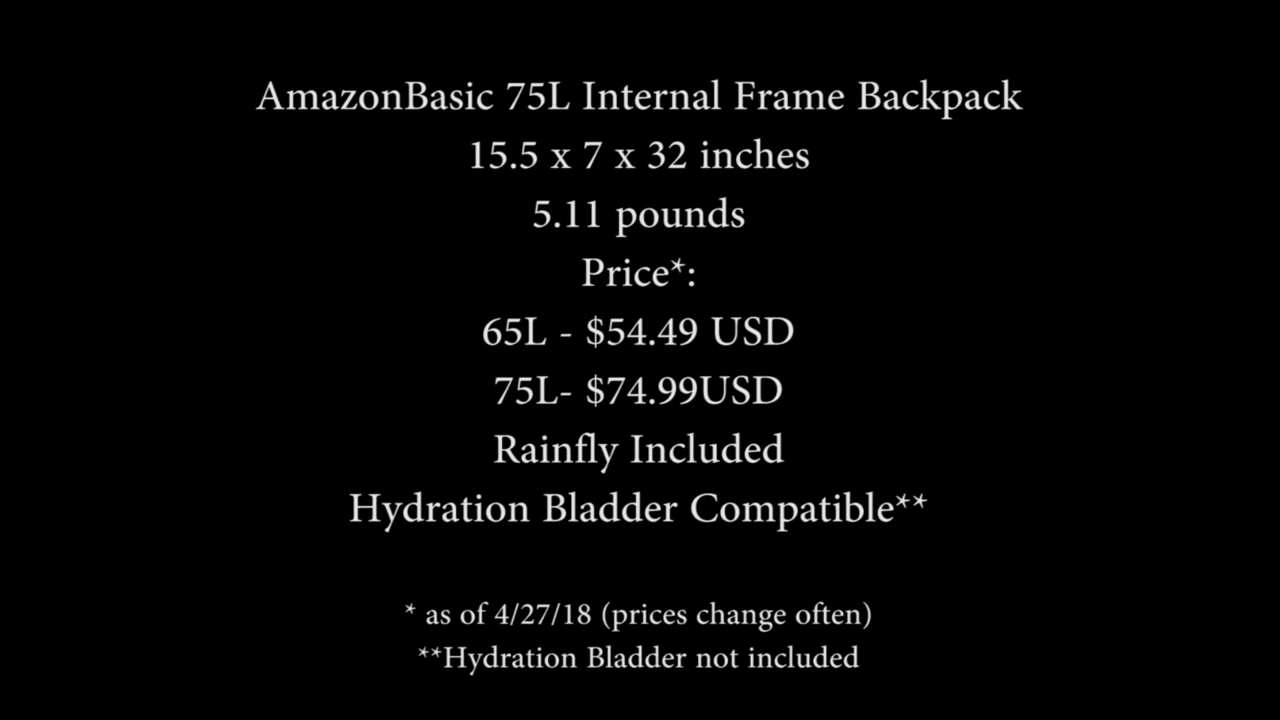 AmazonBasic 75L Internal Frame Backpack
15.5 x 7 x 32 inches
5.11 pounds
Price*:
65L - $54.49 USD
75L- $74.99USD
Rainfly Included
Hydration Bladder Compatible**
* as of 4/27/18 (prices change often)
**Hydration Bladder not included